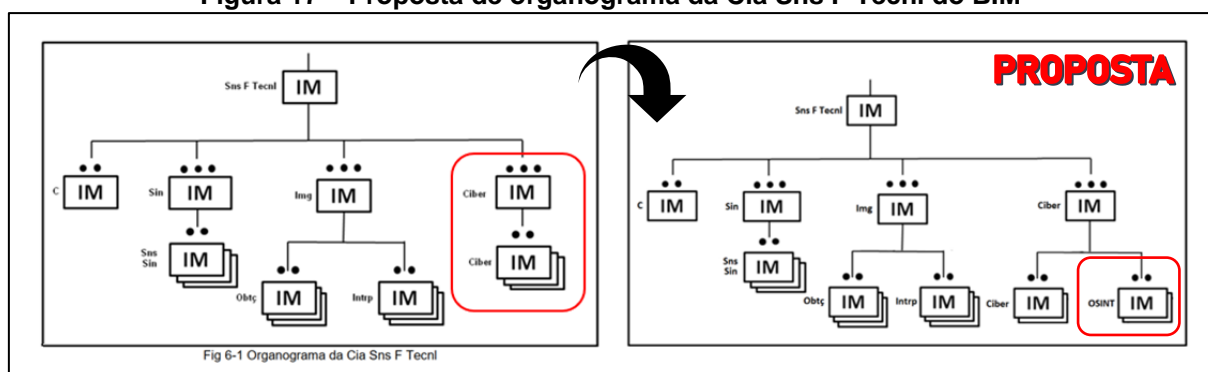 Figura 17 – Proposta de organograma da Cia Sns F Tecnl do BIM
Sns F Tecnl IM
C IM
Sin IM
Img IM
Ciber IM
Sns
Sin
IM
Ciber IM
Obtç IM
Intrp IM
Fig 6-1 Organograma da Cia Sns F Tecnl
PROPOSTA
Sns F Tecnl IM
C IM
Sin IM
Img IM
Ciber IM
Sns
Sin
IM
Obtç IM
Intrp IM
Ciber IM
OSINT IM